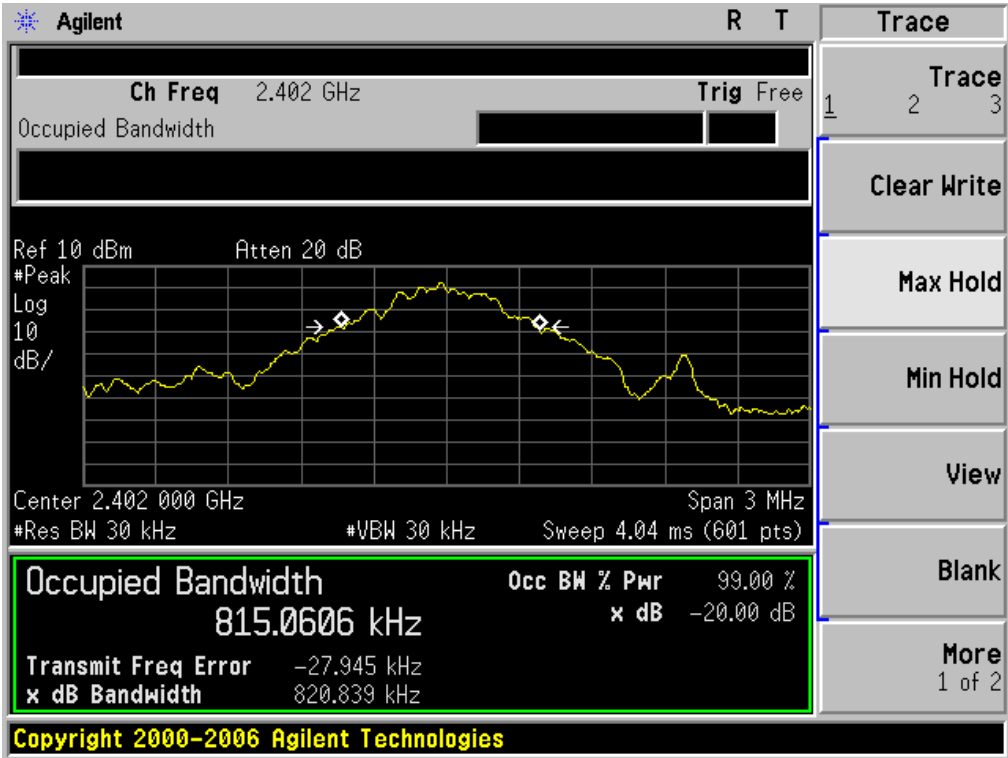 Agilent R T Trace
Ch Freq 2.402 GHz Trig Free
Occupied Bandwidth
Trace
1 2 3
Clear Write
Max Hold
Min Hold
View
Blank
More
1 of 2
Ref 10 dBm Atten 20 dB
#Peak
Log
10
dB/
Center 2.402 000 GHz Span 3 MHz
#Res BW 30 kHz #VBW 30 kHz Sweep 4.04 ms (601 pts)
Occupied Bandwidth Occ BW % Pwr 99.00 %
815.0606 kHz x dB -20.00 dB
Transmit Freq Error -27.945 kHz
x dB Bandwidth 820.839 kHz
Copyright 2000-2006 Agilent Technologies